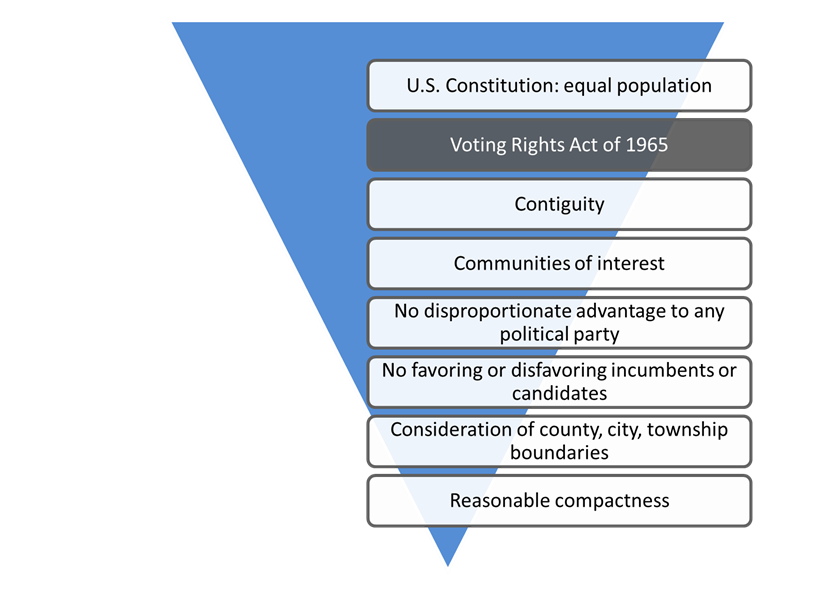 U.S. Constitution: equal population
Voting Rights Act of 1965
Contiguity
Communities of interest
No disproportionate advantage to any
political party
No favoring or disfavoring incumbents or
candidates
Consideration of county, city, township
boundaries
Reasonable compactness